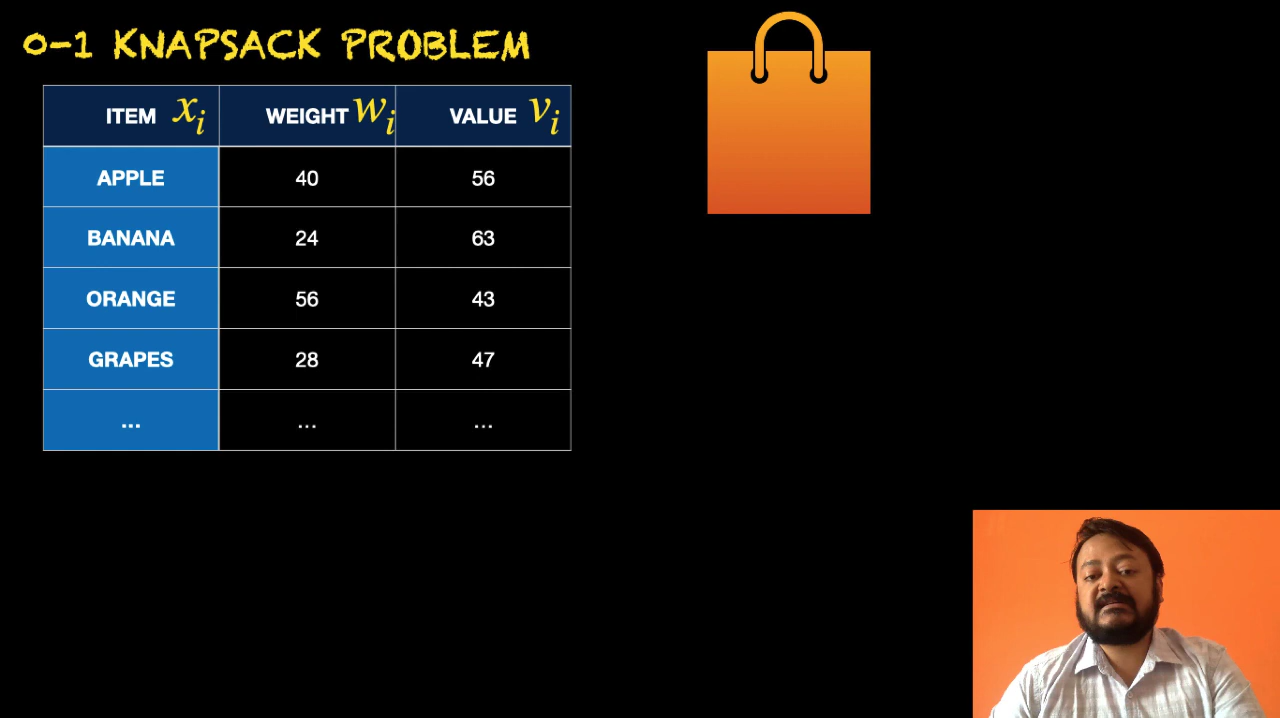 0-1 KNAPSACK PROBLEM
ITEM xᵢ WEIGHT wᵢ VALUE vᵢ
APPLE 40 56
BANANA 24 63
ORANGE 56 43
GRAPES 28 47
... ... ...